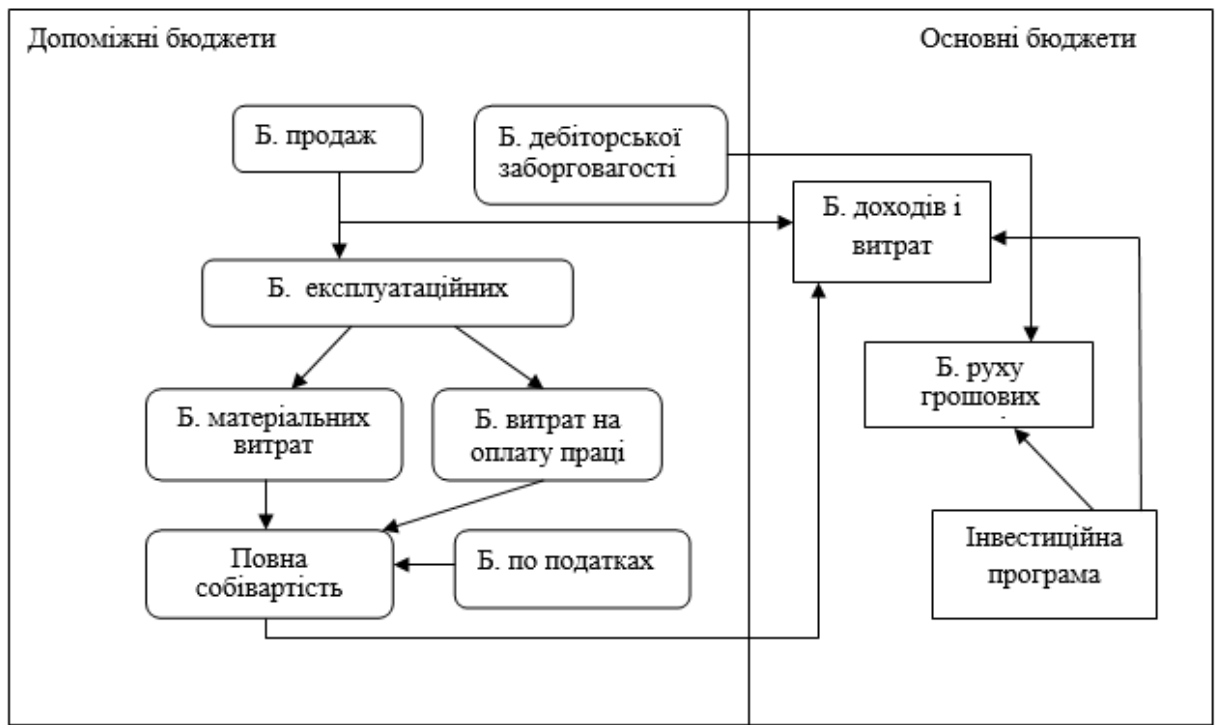 Допоміжні бюджети
Основні бюджети
Б. продаж
Б. дебіторської
заборговагості
Б. доходів і
витрат
Б. експлуатаційних
Б. руху
грошових
Б. матеріальних
витрат
Б. витрат на
оплату праці
Повна
собівартість
Б. по податках
Інвестиційна
програма